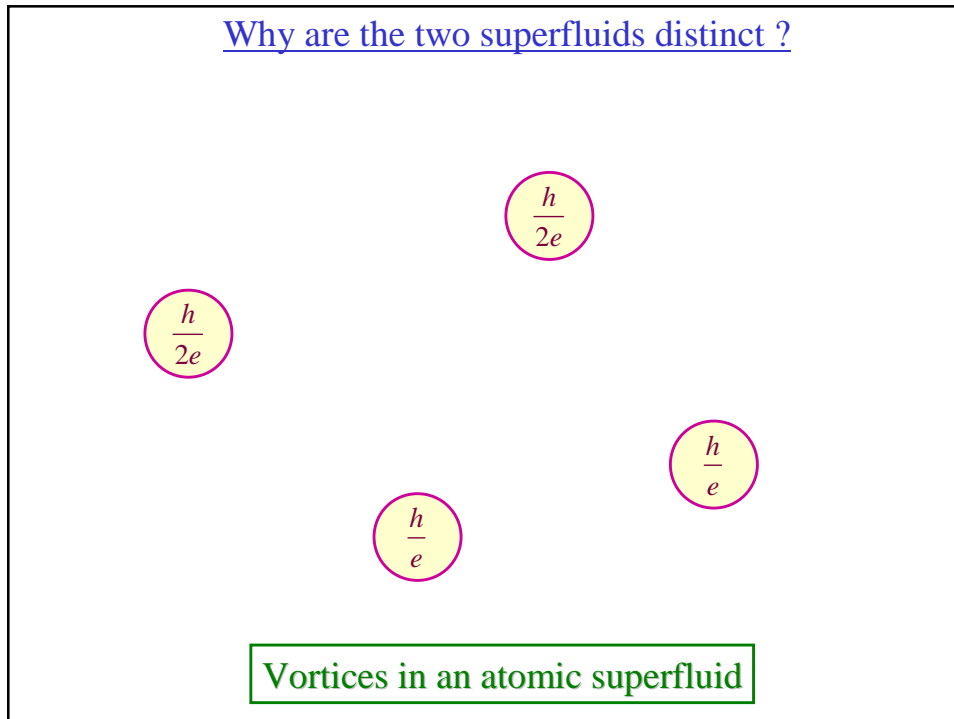 Why are the two superfluids distinct ?
h
2e
h
2e
h
e
h
e
Vortices in an atomic superfluid